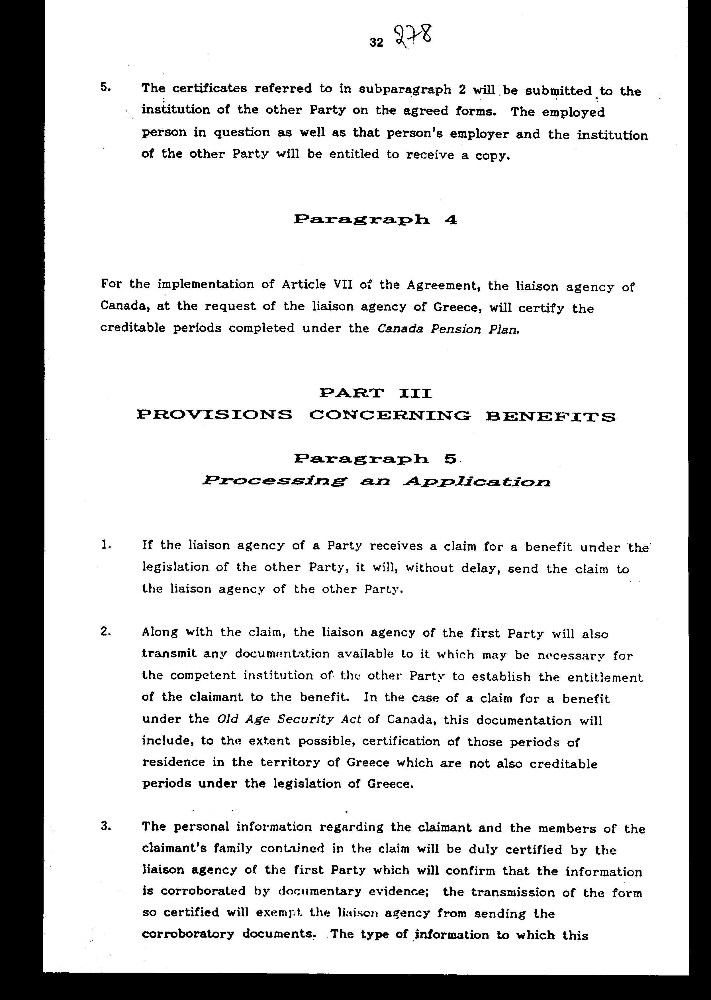 32 278
5. The certificates referred to in subparagraph 2 will be submitted to the
institution of the other Party on the agreed forms. The employed
person in question as well as that person's employer and the institution
of the other Party will be entitled to receive a copy.
Paragraph 4
For the implementation of Article VII of the Agreement, the liaison agency of
Canada, at the request of the liaison agency of Greece, will certify the
creditable periods completed under the Canada Pension Plan.
PART III
PROVISIONS CONCERNING BENEFITS
Paragraph 5
Processing an Application
1. If the liaison agency of a Party receives a claim for a benefit under the
legislation of the other Party, it will, without delay, send the claim to
the liaison agency of the other Party.
2. Along with the claim, the liaison agency of the first Party will also
transmit any documentation available to it which may be necessary for
the competent institution of the other Party to establish the entitlement
of the claimant to the benefit. In the case of a claim for a benefit
under the Old Age Security Act of Canada, this documentation will
include, to the extent possible, certification of those periods of
residence in the territory of Greece which are not also creditable
periods under the legislation of Greece.
3. The personal information regarding the claimant and the members of the
claimant's family contained in the claim will be duly certified by the
liaison agency of the first Party which will confirm that the information
is corroborated by documentary evidence; the transmission of the form
so certified will exempt the liaison agency from sending the
corroboratory documents. The type of information to which this